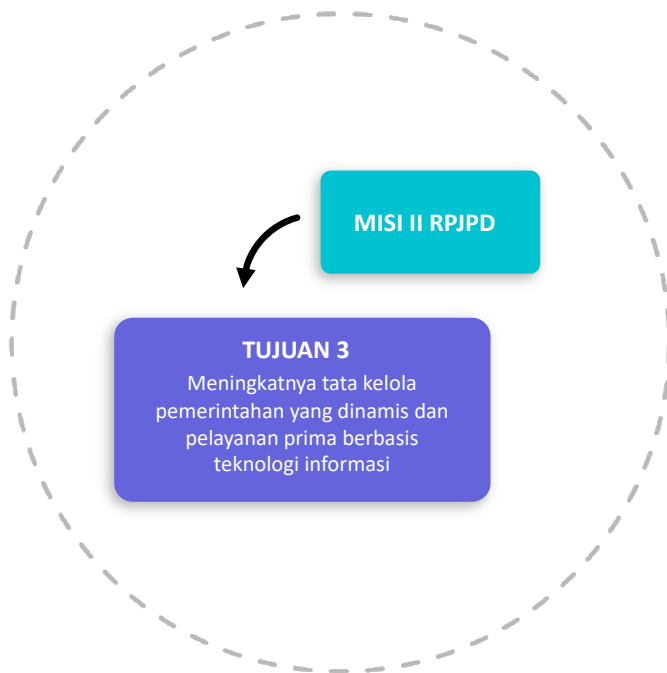 MISI II RPJPD
TUJUAN 3
Meningkatnya tata kelola
pemerintahan yang dinamis dan
pelayanan prima berbasis
teknologi informasi